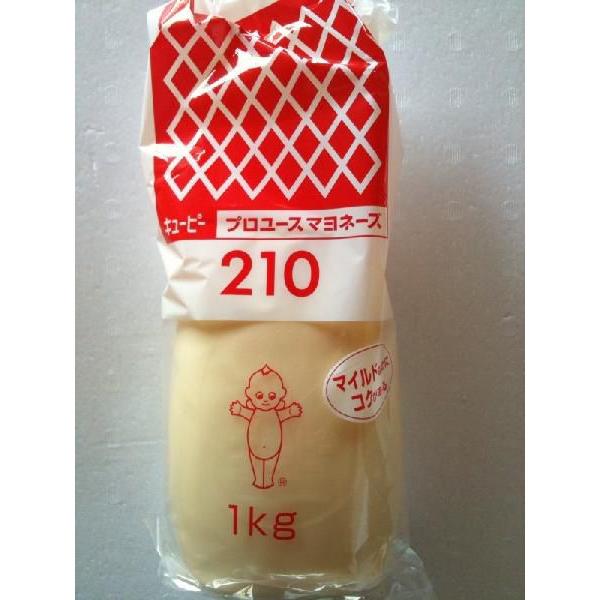 キユーピー プロユースマヨネーズ
210
マイルドなのに
コクがある
®
1kg